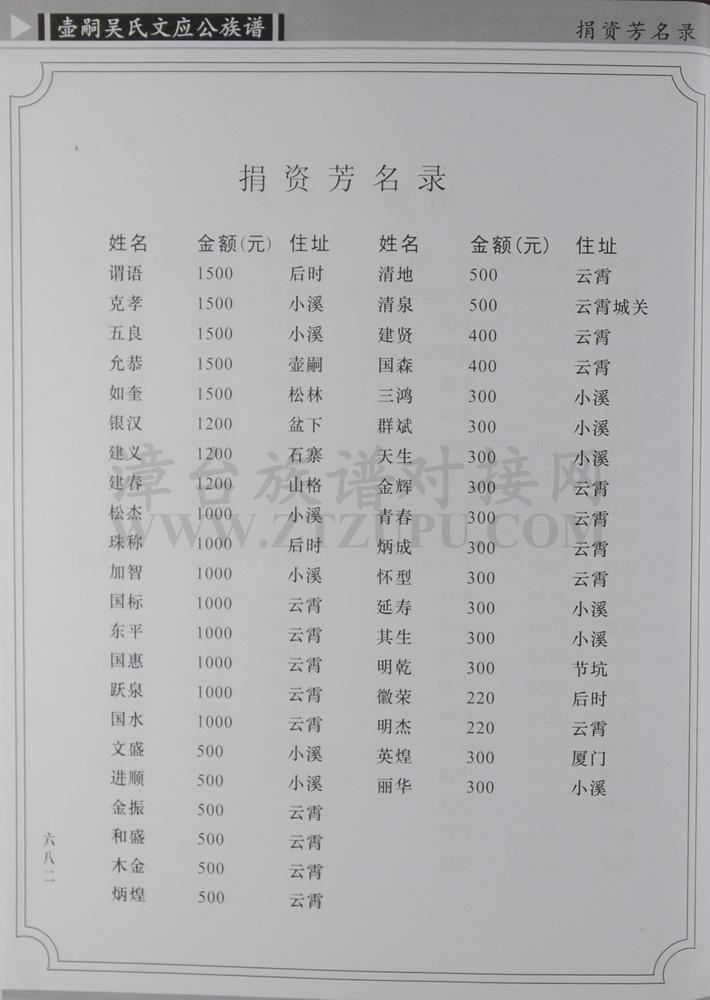 壶嗣吴氏文应公族谱 捐资芳名录
捐资芳名录
姓名 金额(元) 住址 姓名 金额(元) 住址
谓语 1500 后时 清地 500 云霄
克孝 1500 小溪 清泉 500 云霄城关
五良 1500 小溪 建贤 400 云霄
允恭 1500 壶嗣 国森 400 云霄
如奎 1500 松林 三鸿 300 小溪
银汉 1200 盆下 群斌 300 小溪
建义 1200 石寨 天生 300 小溪
建春 1200 山格 金辉 300 云霄
松杰 1000 小溪 青春 300 云霄
珠称 1000 后时 炳成 300 云霄
加智 1000 小溪 怀型 300 云霄
国标 1000 云霄 延寿 300 小溪
东平 1000 云霄 其生 300 小溪
国惠 1000 云霄 明乾 300 节坑
跃泉 1000 云霄 徽荣 220 后时
国水 1000 云霄 明杰 220 云霄
文盛 500 小溪 英煌 300 厦门
进顺 500 小溪 丽华 300 小溪
金振 500 云霄
和盛 500 云霄
木金 500 云霄
炳煌 500 云霄
六八二
漳台族谱对接网
WWW.ZTZUPU.COM